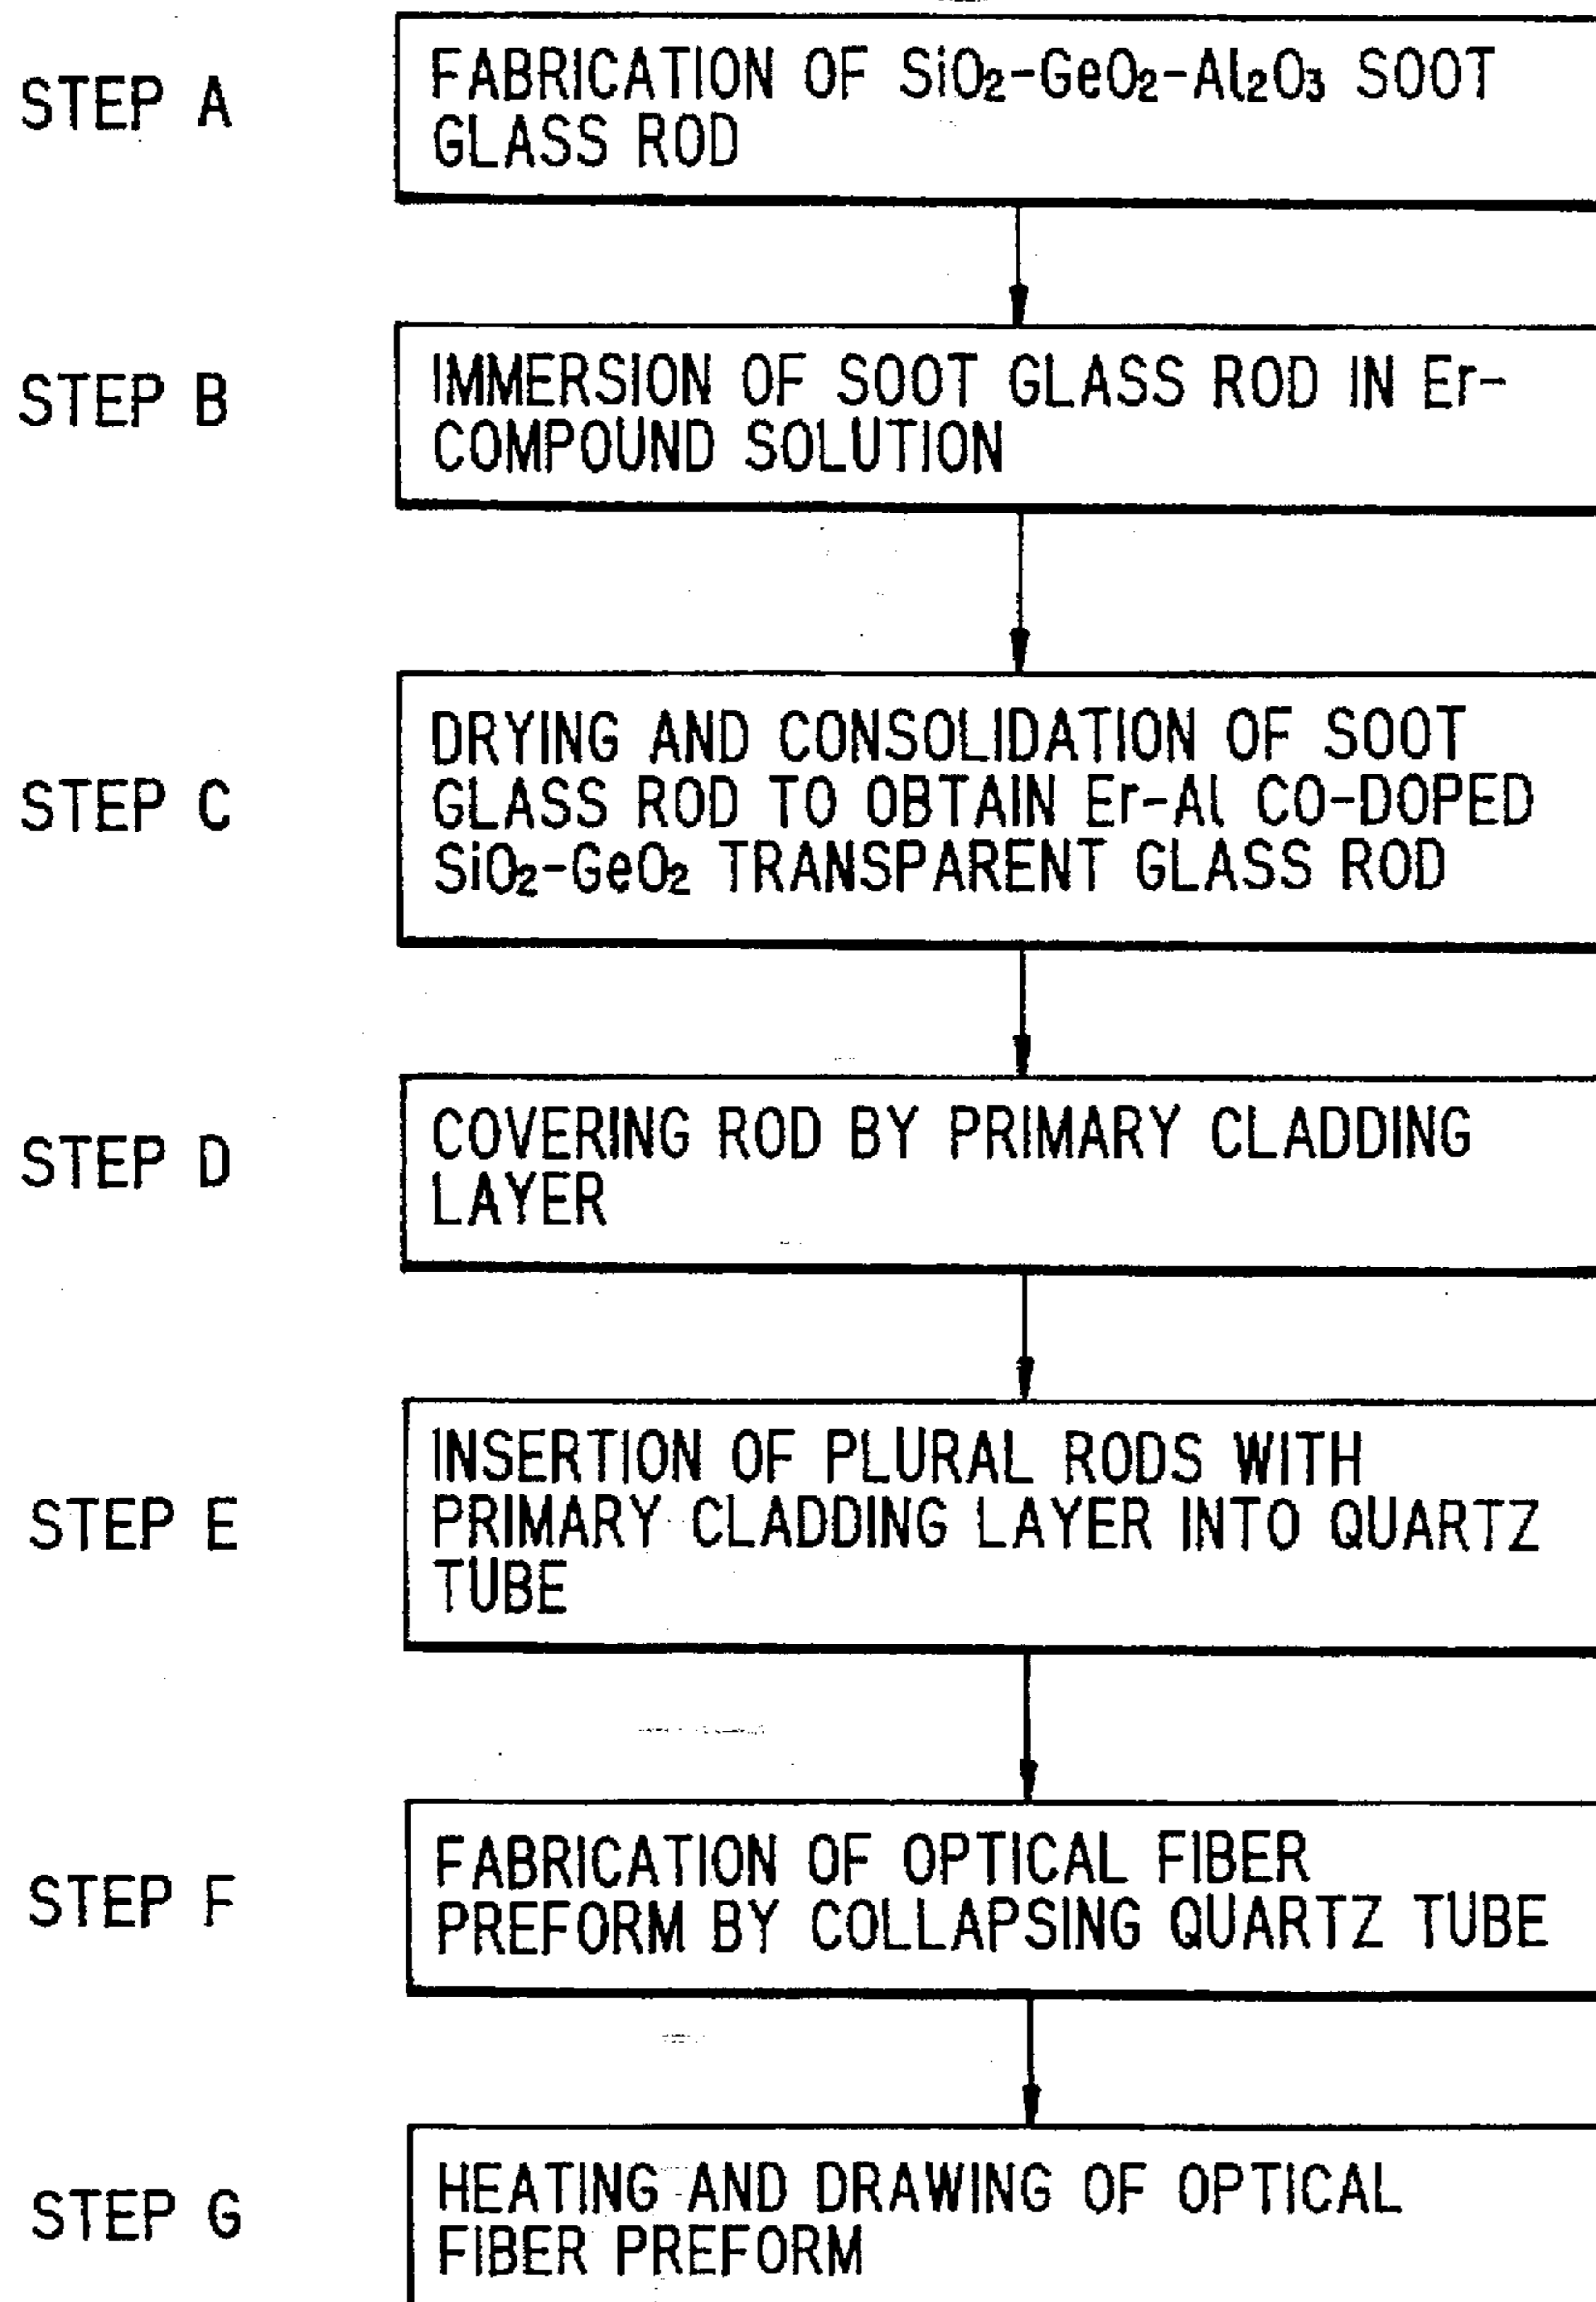 STEP A
FABRICATION OF SiO₂-GeO₂-Al₂O₃ SOOT
GLASS ROD
STEP B
IMMERSION OF SOOT GLASS ROD IN Er-
COMPOUND SOLUTION
STEP C
DRYING AND CONSOLIDATION OF SOOT
GLASS ROD TO OBTAIN Er-Al CO-DOPED
SiO₂-GeO₂ TRANSPARENT GLASS ROD
STEP D
COVERING ROD BY PRIMARY CLADDING
LAYER
STEP E
INSERTION OF PLURAL RODS WITH
PRIMARY CLADDING LAYER INTO QUARTZ
TUBE
STEP F
FABRICATION OF OPTICAL FIBER
PREFORM BY COLLAPSING QUARTZ TUBE
STEP G
HEATING AND DRAWING OF OPTICAL
FIBER PREFORM